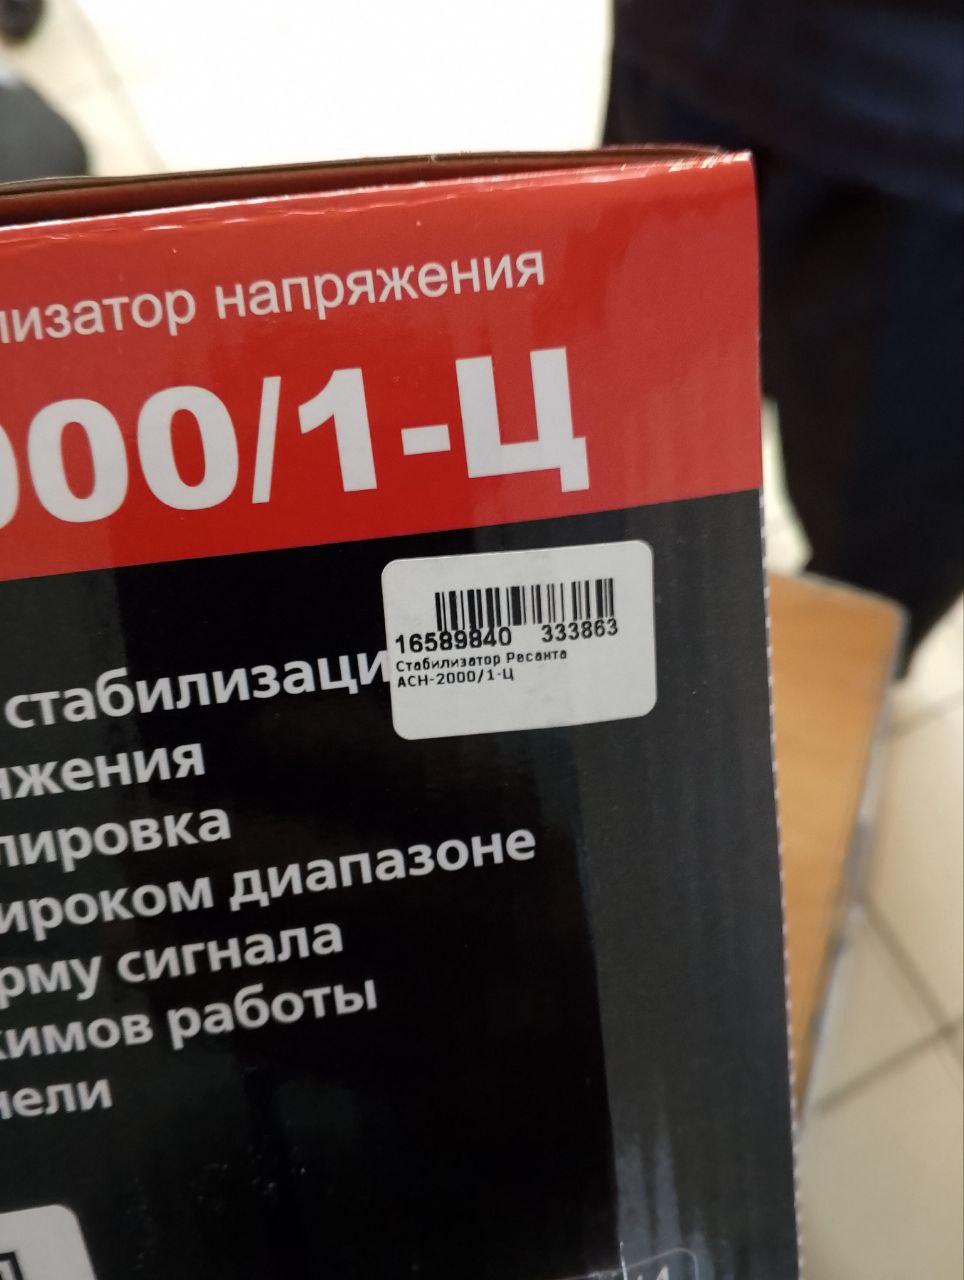 лизатор напряжения
000/1-Ц
16589840 333863
Стабилизатор Ресанта
АСН-2000/1-Ц
стабилизаци
яжения
лировка
ироком диапазоне
рму сигнала
жимов работы
нели